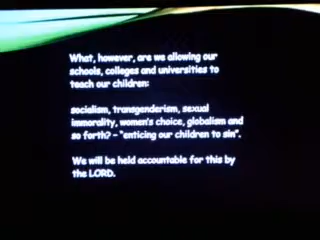 What, however, are we allowing our
schools, colleges and universities to
teach our children:
socialism, transgenderism, sexual
immorality, women's choice, globalism and
so forth? – "enticing our children to sin".
We will be held accountable for this by
the LORD.